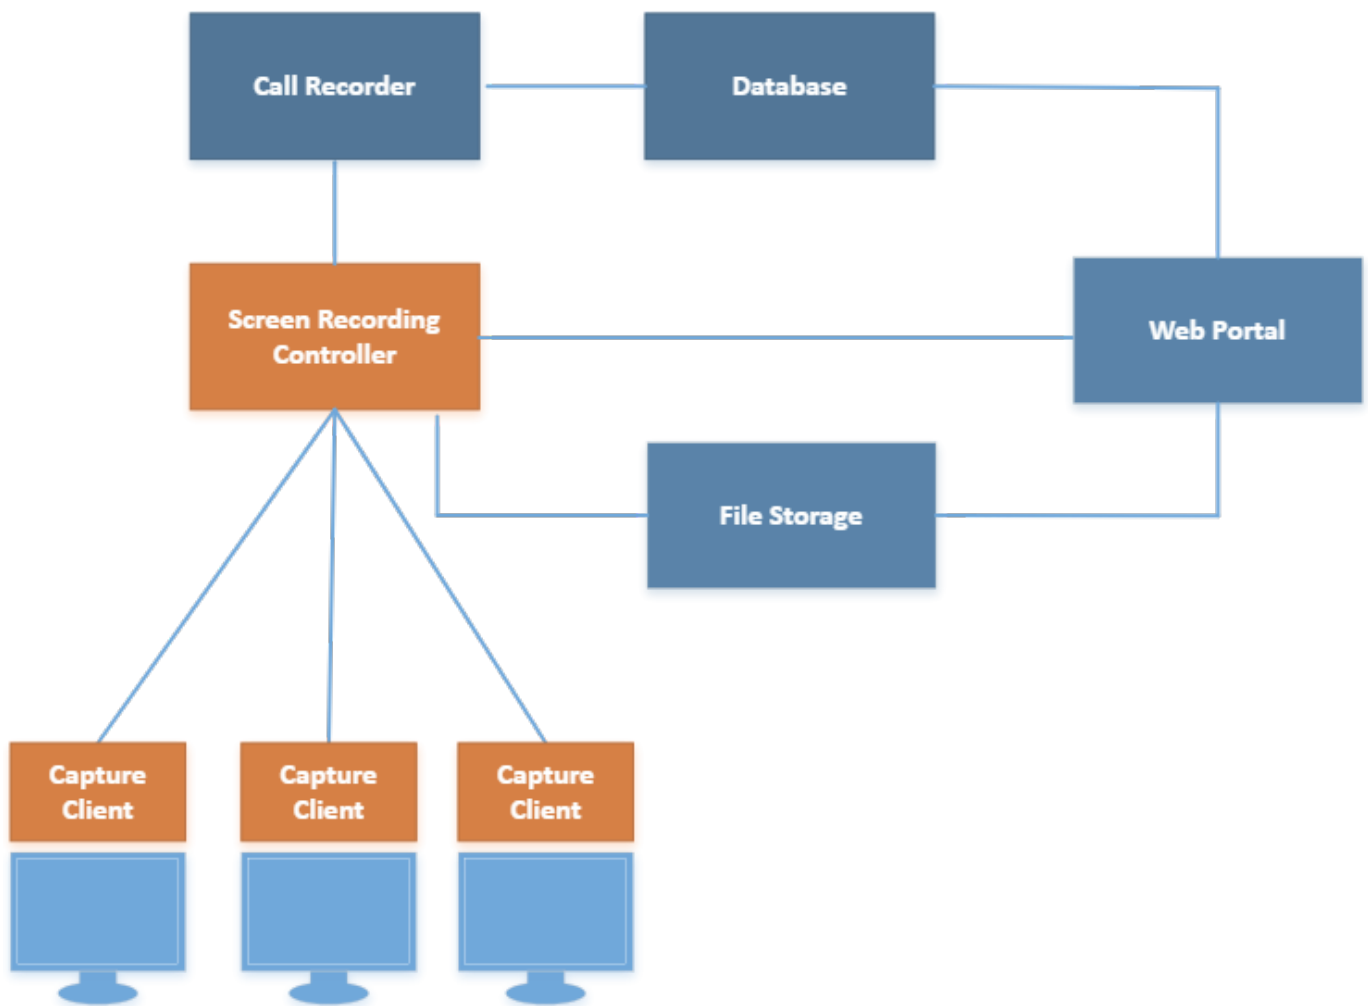 Call Recorder
Database
Screen Recording
Controller
Web Portal
File Storage
Capture
Client
Capture
Client
Capture
Client